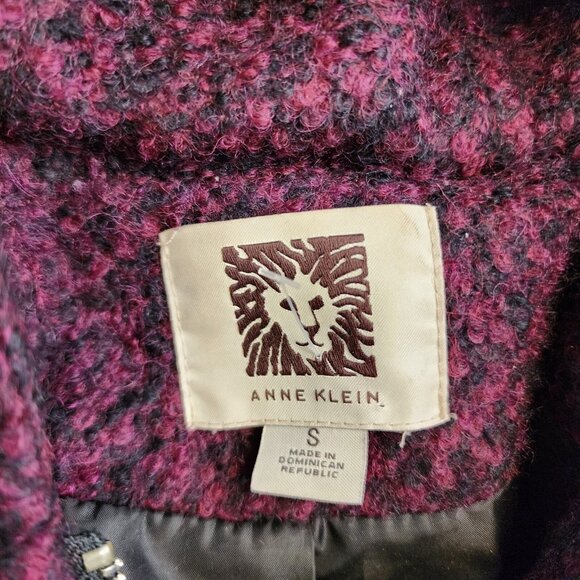 ANNE KLEIN
S
MADE IN
DOMINICAN
REPUBLIC